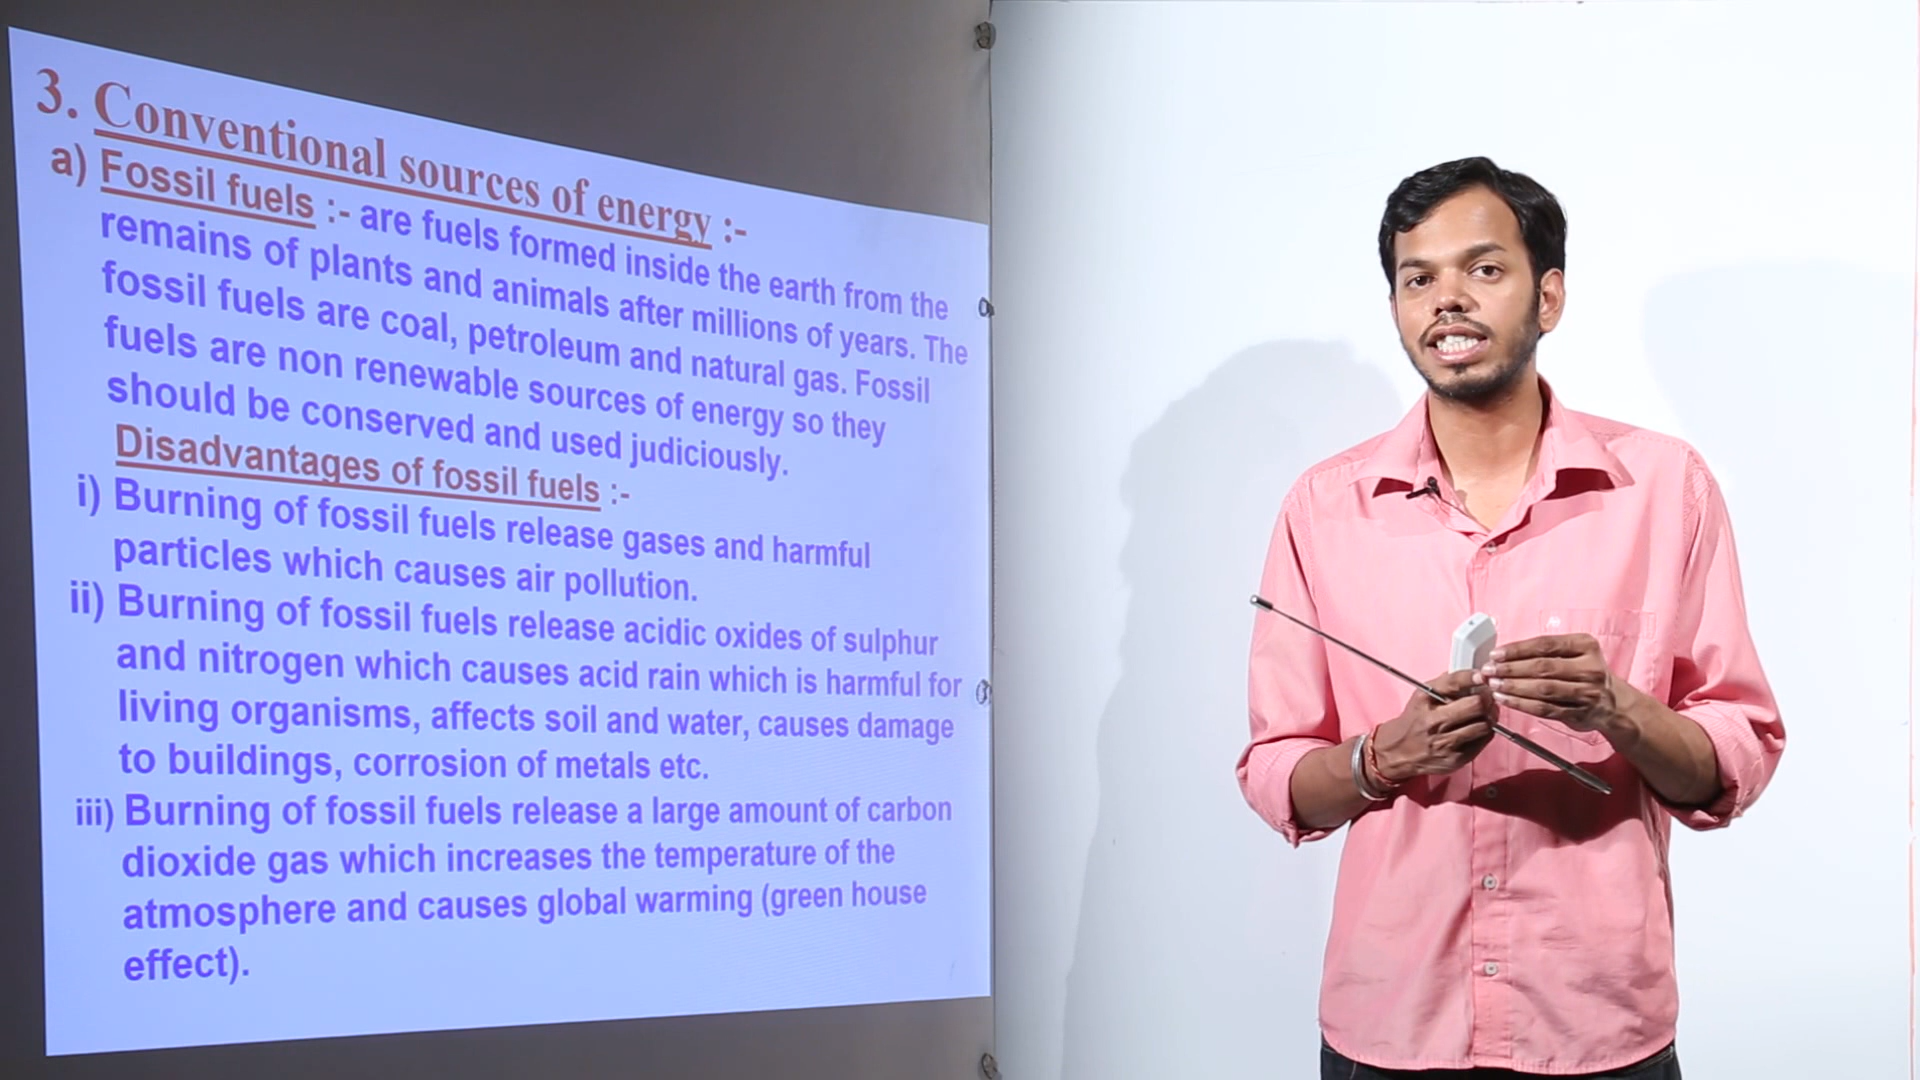 3. Conventional sources of energy :-
a) Fossil fuels :- are fuels formed inside the earth from the
remains of plants and animals after millions of years. The
fossil fuels are coal, petroleum and natural gas. Fossil
fuels are non renewable sources of energy so they
should be conserved and used judiciously.
Disadvantages of fossil fuels :-
i) Burning of fossil fuels release gases and harmful
particles which causes air pollution.
ii) Burning of fossil fuels release acidic oxides of sulphur
and nitrogen which causes acid rain which is harmful for
living organisms, affects soil and water, causes damage
to buildings, corrosion of metals etc.
iii) Burning of fossil fuels release a large amount of carbon
dioxide gas which increases the temperature of the
atmosphere and causes global warming (green house
effect).